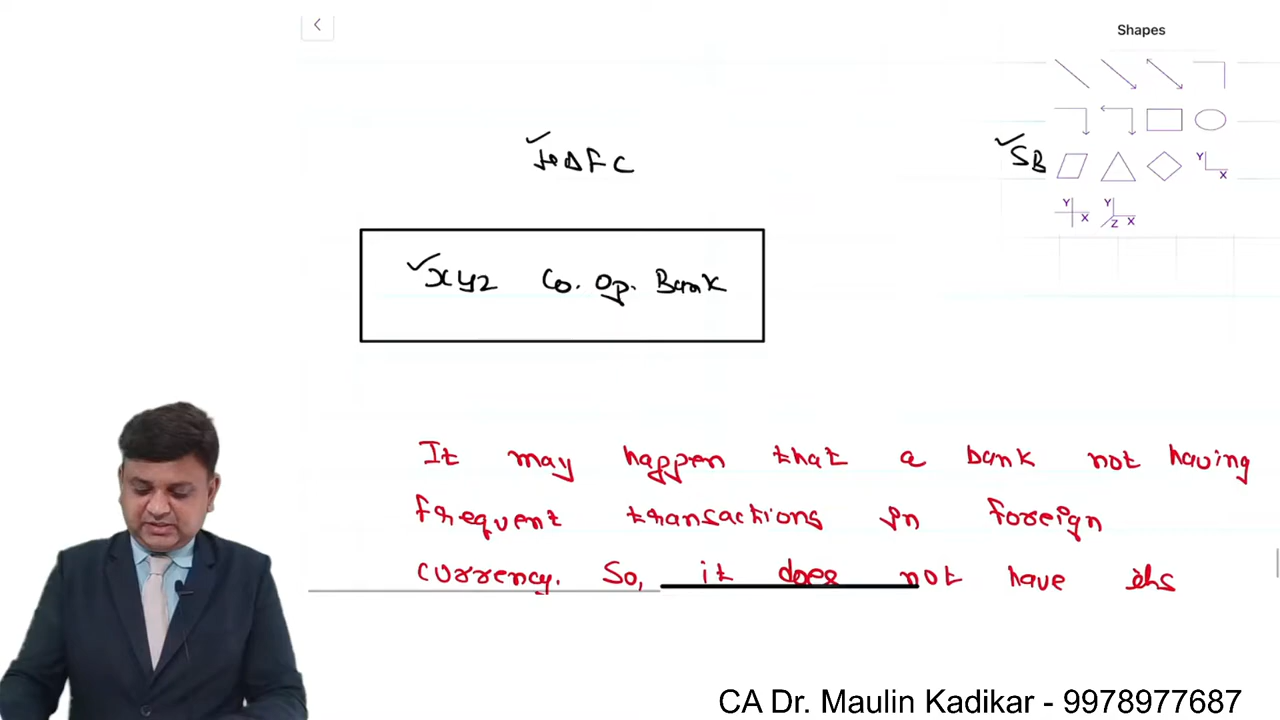 Shapes
✓HDFC
✓SB
Y X
Y X Y Z X
✓xyz Co. Op. Bank
It may happen that a bank not having
frequent transactions in foreign
currency. So, it does not have its
CA Dr. Maulin Kadikar - 9978977687